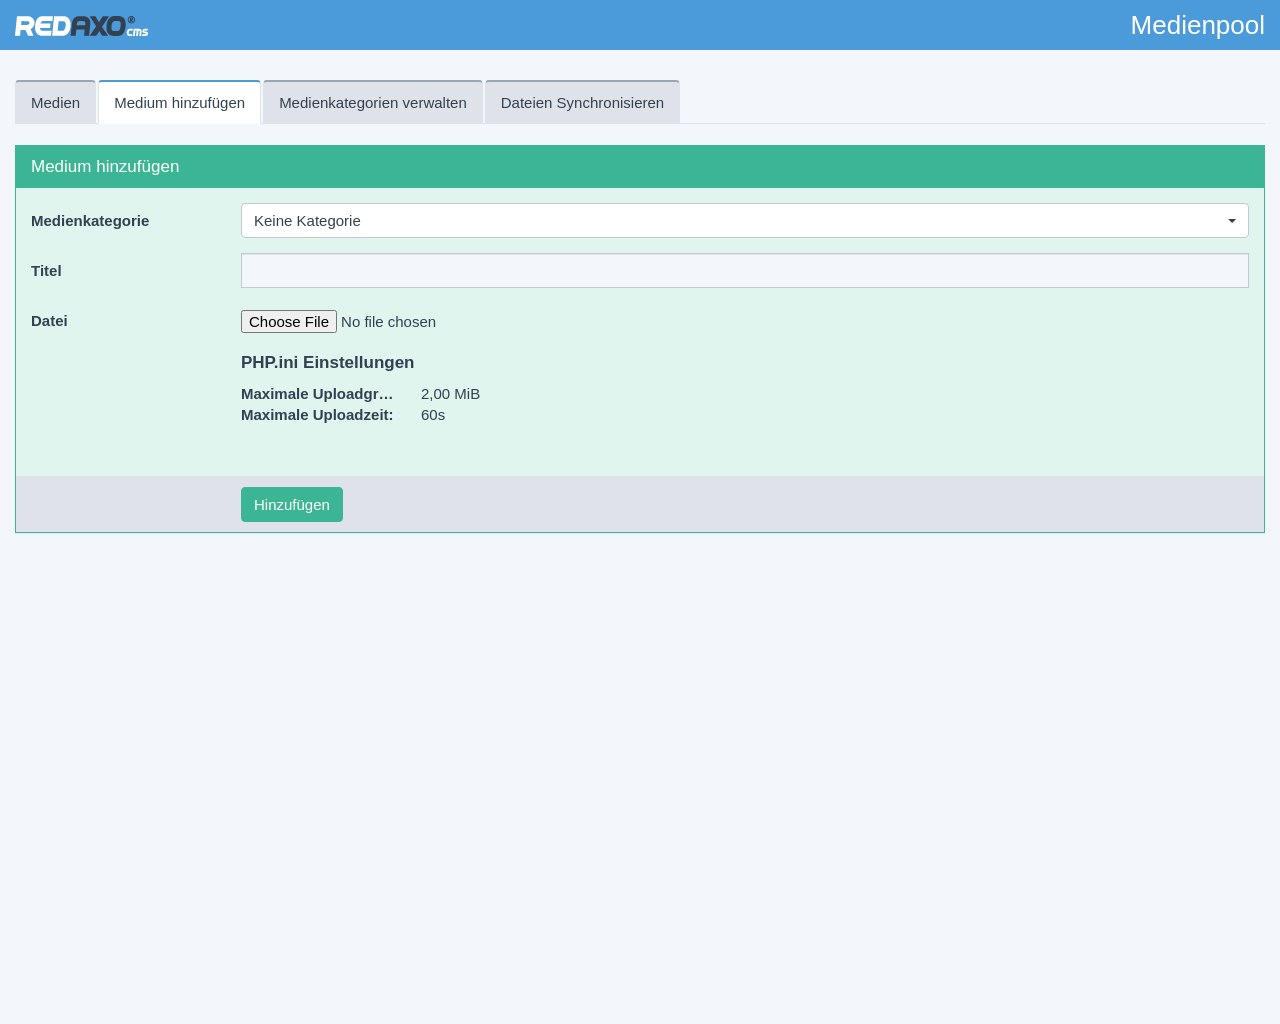 REDAXO® cms
Medienpool
Medien
Medium hinzufügen
Medienkategorien verwalten
Dateien Synchronisieren
Medium hinzufügen
Medienkategorie
Keine Kategorie
Titel
Datei
Choose File No file chosen
PHP.ini Einstellungen
Maximale Uploadgr… 2,00 MiB
Maximale Uploadzeit: 60s
Hinzufügen